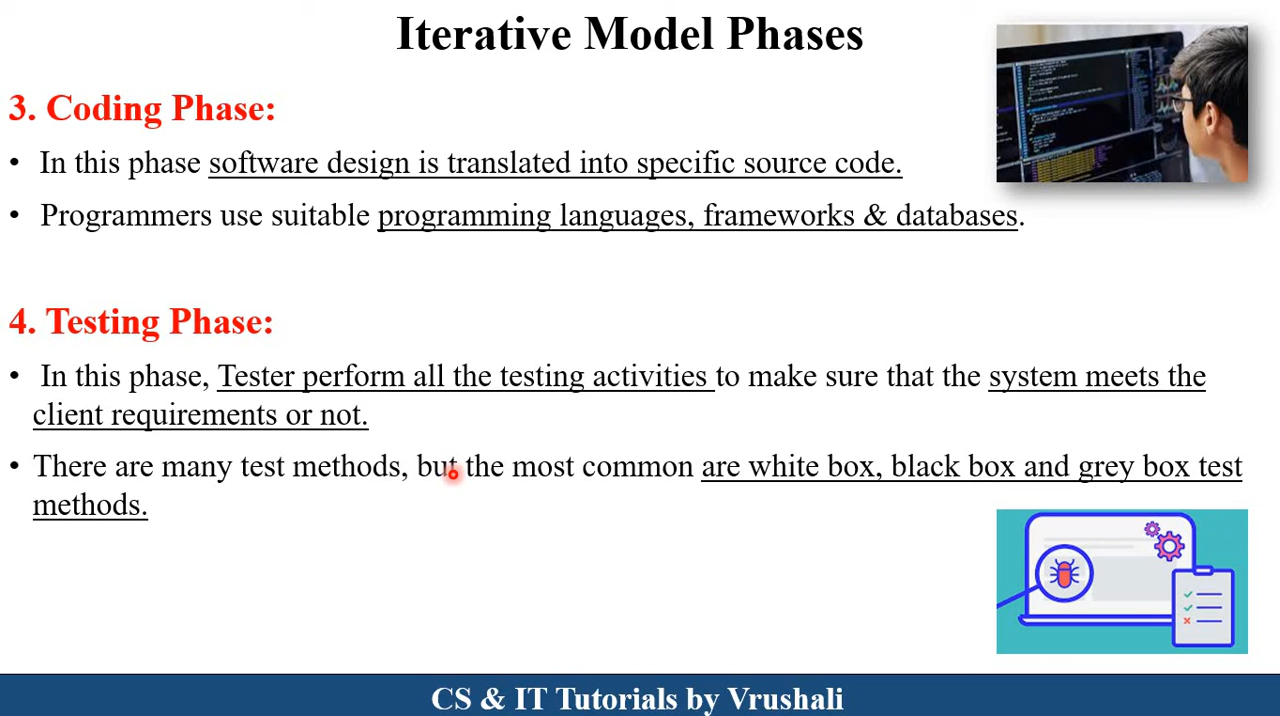 Iterative Model Phases
3. Coding Phase:
• In this phase software design is translated into specific source code.
• Programmers use suitable programming languages, frameworks & databases.
4. Testing Phase:
• In this phase, Tester perform all the testing activities to make sure that the system meets the
client requirements or not.
• There are many test methods, but the most common are white box, black box and grey box test
methods.
CS & IT Tutorials by Vrushali